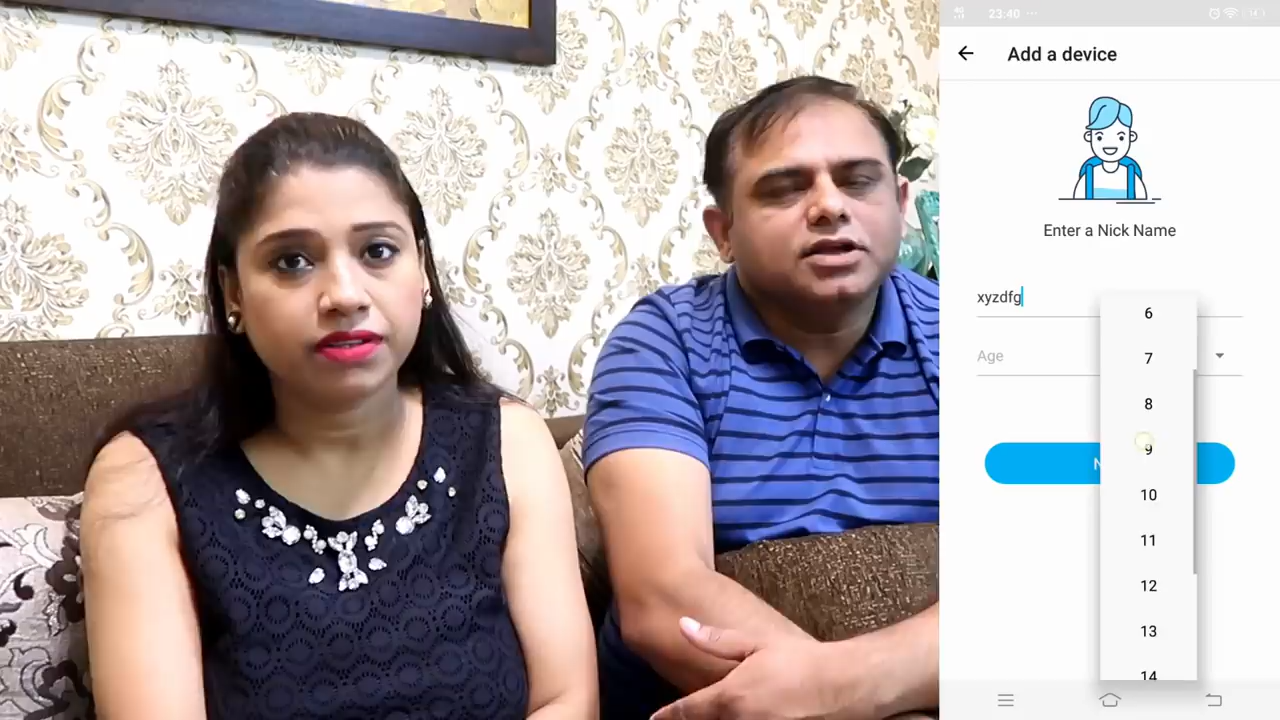 23:40 ...
Add a device
Enter a Nick Name
xyzdfg
6
Age
7
8
9
10
11
12
13
14